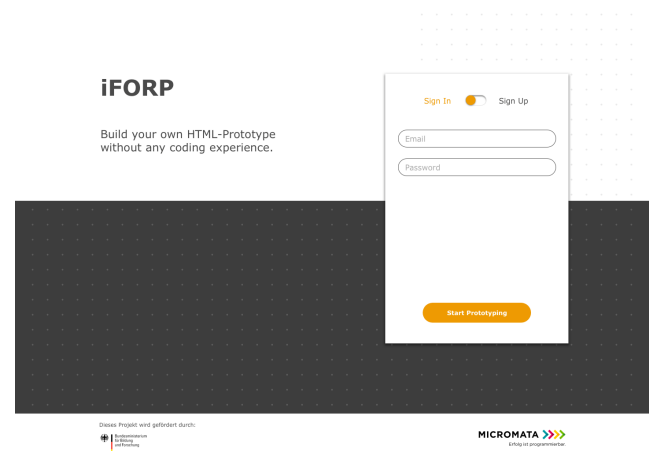 iFORP
Build your own HTML-Prototype
without any coding experience.
Sign In
Sign Up
Email
Password
Start Prototyping
Dieses Projekt wird gefördert durch:
Bundesministerium
für Bildung
und Forschung
MICROMATA
Erfolg ist programmierbar.